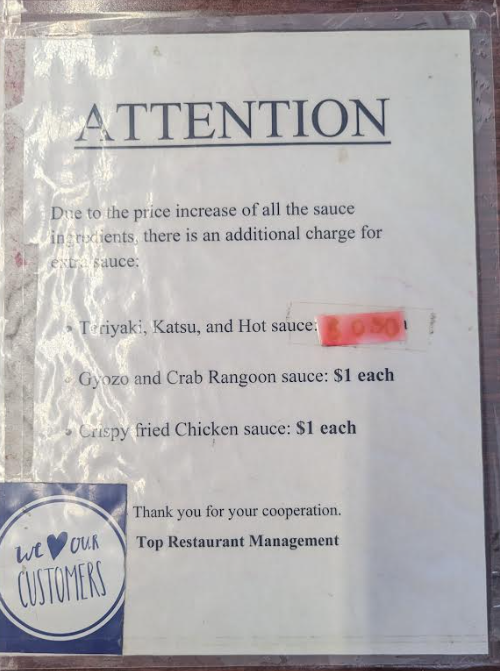 ATTENTION
Due to the price increase of all the sauce
ingredients, there is an additional charge for
extra sauce:
Teriyaki, Katsu, and Hot sauce: $ 0.50
Gyozo and Crab Rangoon sauce: $1 each
Crispy fried Chicken sauce: $1 each
Thank you for your cooperation.
Top Restaurant Management
we ♥ OUR
CUSTOMERS